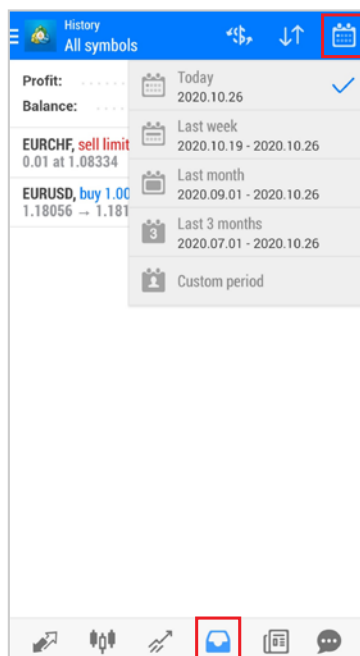 History
All symbols
Profit:
Balance:
Today
2020.10.26
Last week
2020.10.19 - 2020.10.26
Last month
2020.09.01 - 2020.10.26
3
Last 3 months
2020.07.01 - 2020.10.26
Custom period
EURCHF, sell limit
0.01 at 1.08334
EURUSD, buy 1.00
1.18056 → 1.181